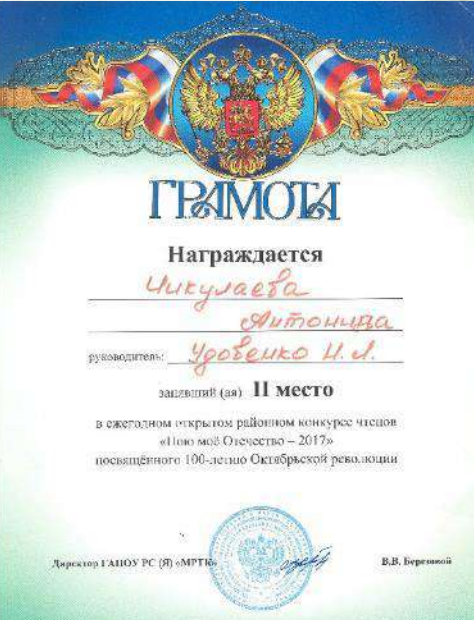 ГРАМОТА
Награждается
Чикулаева
Антонина
руководитель: Удовенко Н. Л.
занявший (ая) II место
в ежегодном открытом районном конкурсе чтецов
«Пою моё Отечество – 2017»
посвящённого 100-летию Октябрьской революции
Директор ГАПОУ РС (Я) «МРТК» В.В. Березовой